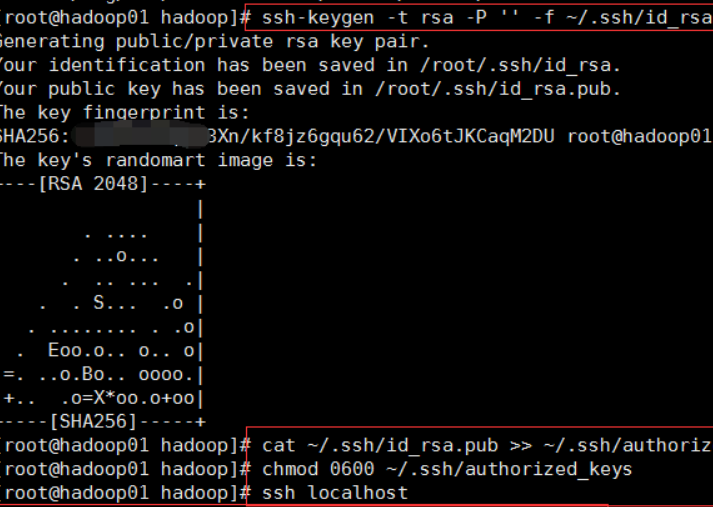 [root@hadoop01 hadoop]# ssh-keygen -t rsa -P '' -f ~/.ssh/id_rsa
Generating public/private rsa key pair.
Your identification has been saved in /root/.ssh/id_rsa.
Your public key has been saved in /root/.ssh/id_rsa.pub.
The key fingerprint is:
SHA256: 3Xn/kf8jz6gqu62/VIXo6tJKCaqM2DU root@hadoop01
The key's randomart image is:
----[RSA 2048]----+
|
. .... |
. ..o... |
. .. ... .|
. . S... .o |
. ........ . .o|
. Eoo.o.. o.. o|
=. ..o.Bo.. oooo.|
+.. .o=X*oo.o+oo|
-----[SHA256]-----+
[root@hadoop01 hadoop]# cat ~/.ssh/id_rsa.pub >> ~/.ssh/authoriz
[root@hadoop01 hadoop]# chmod 0600 ~/.ssh/authorized_keys
[root@hadoop01 hadoop]# ssh localhost